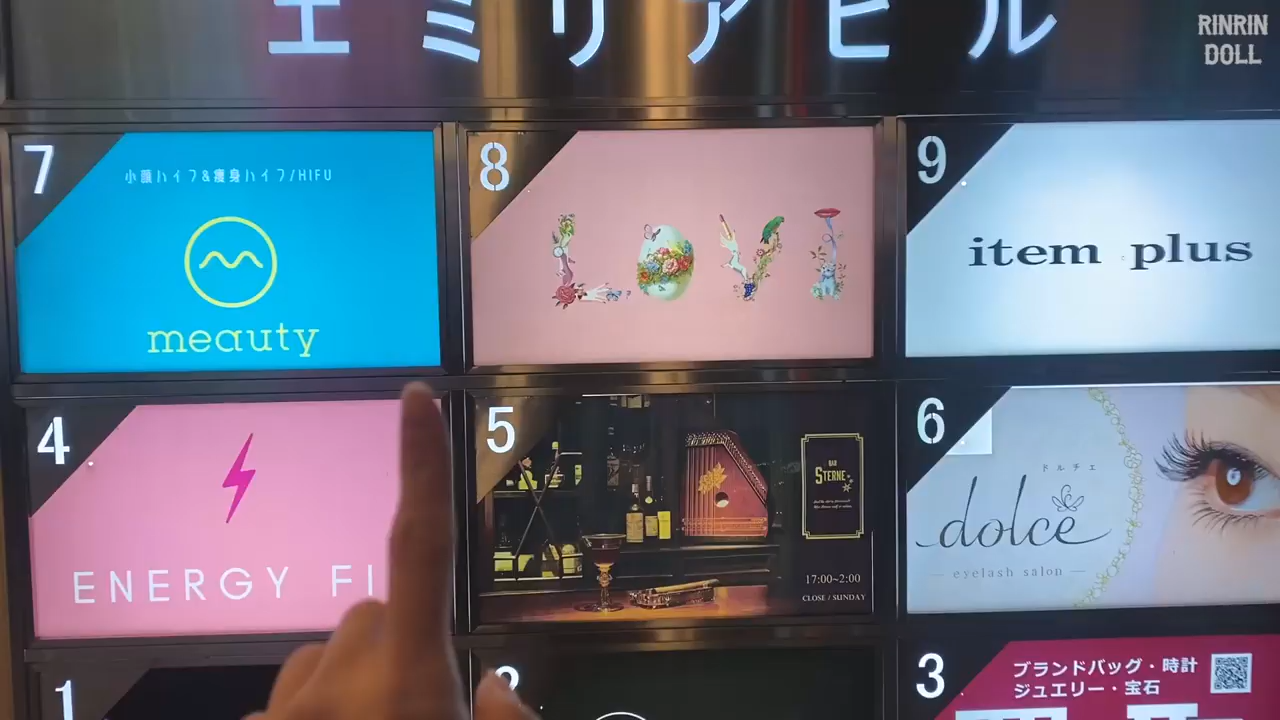 エミリアビル
RINRIN
DOLL
7
小顔ハイフ&痩身ハイフ/HIFU
meauty
8
LOVI
9
item plus
4
ENERGY FI
5
BAR
STERNE
17:00~2:00
CLOSE / SUNDAY
6
ドルチェ
dolce
eyelash salon
1
2
3
ブランドバッグ・時計
ジュエリー・宝石